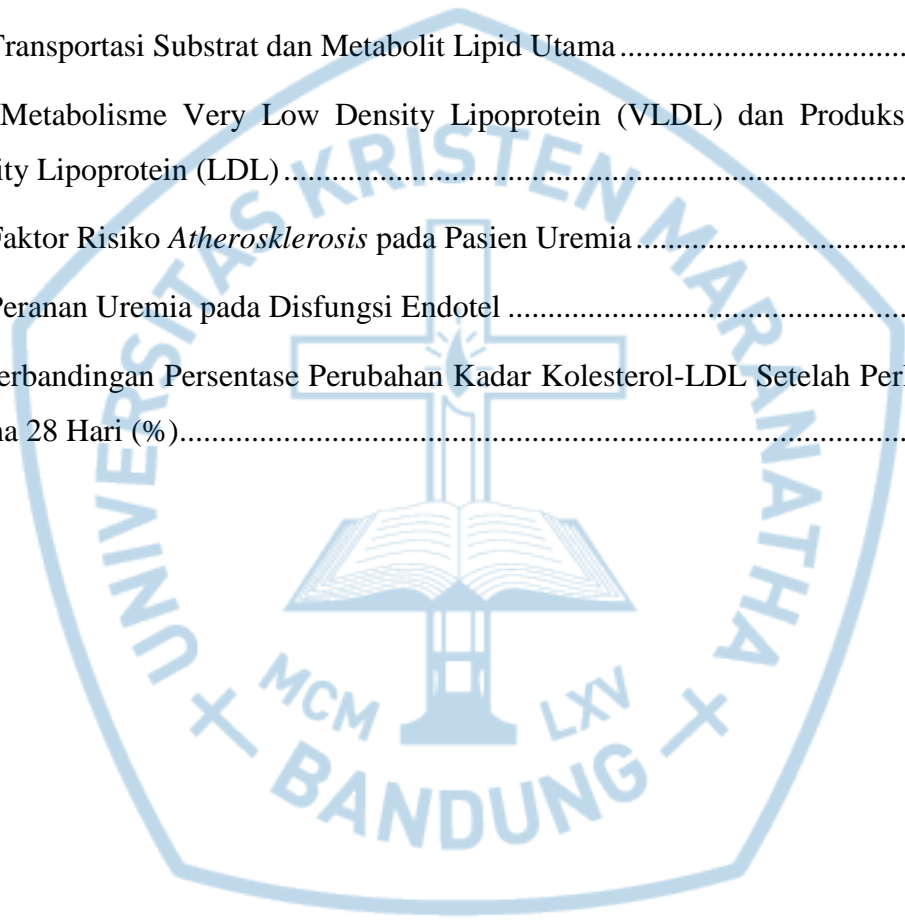 Transportasi Substrat dan Metabolit Lipid Utama
Metabolisme Very Low Density Lipoprotein (VLDL) dan Produks
ity Lipoprotein (LDL)
Faktor Risiko Atherosklerosis pada Pasien Uremia
Peranan Uremia pada Disfungsi Endotel
erbandingan Persentase Perubahan Kadar Kolesterol-LDL Setelah Perl
na 28 Hari (%)
UNIVERSITAS KRISTEN MARANATHA
MCM LXV
BANDUNG